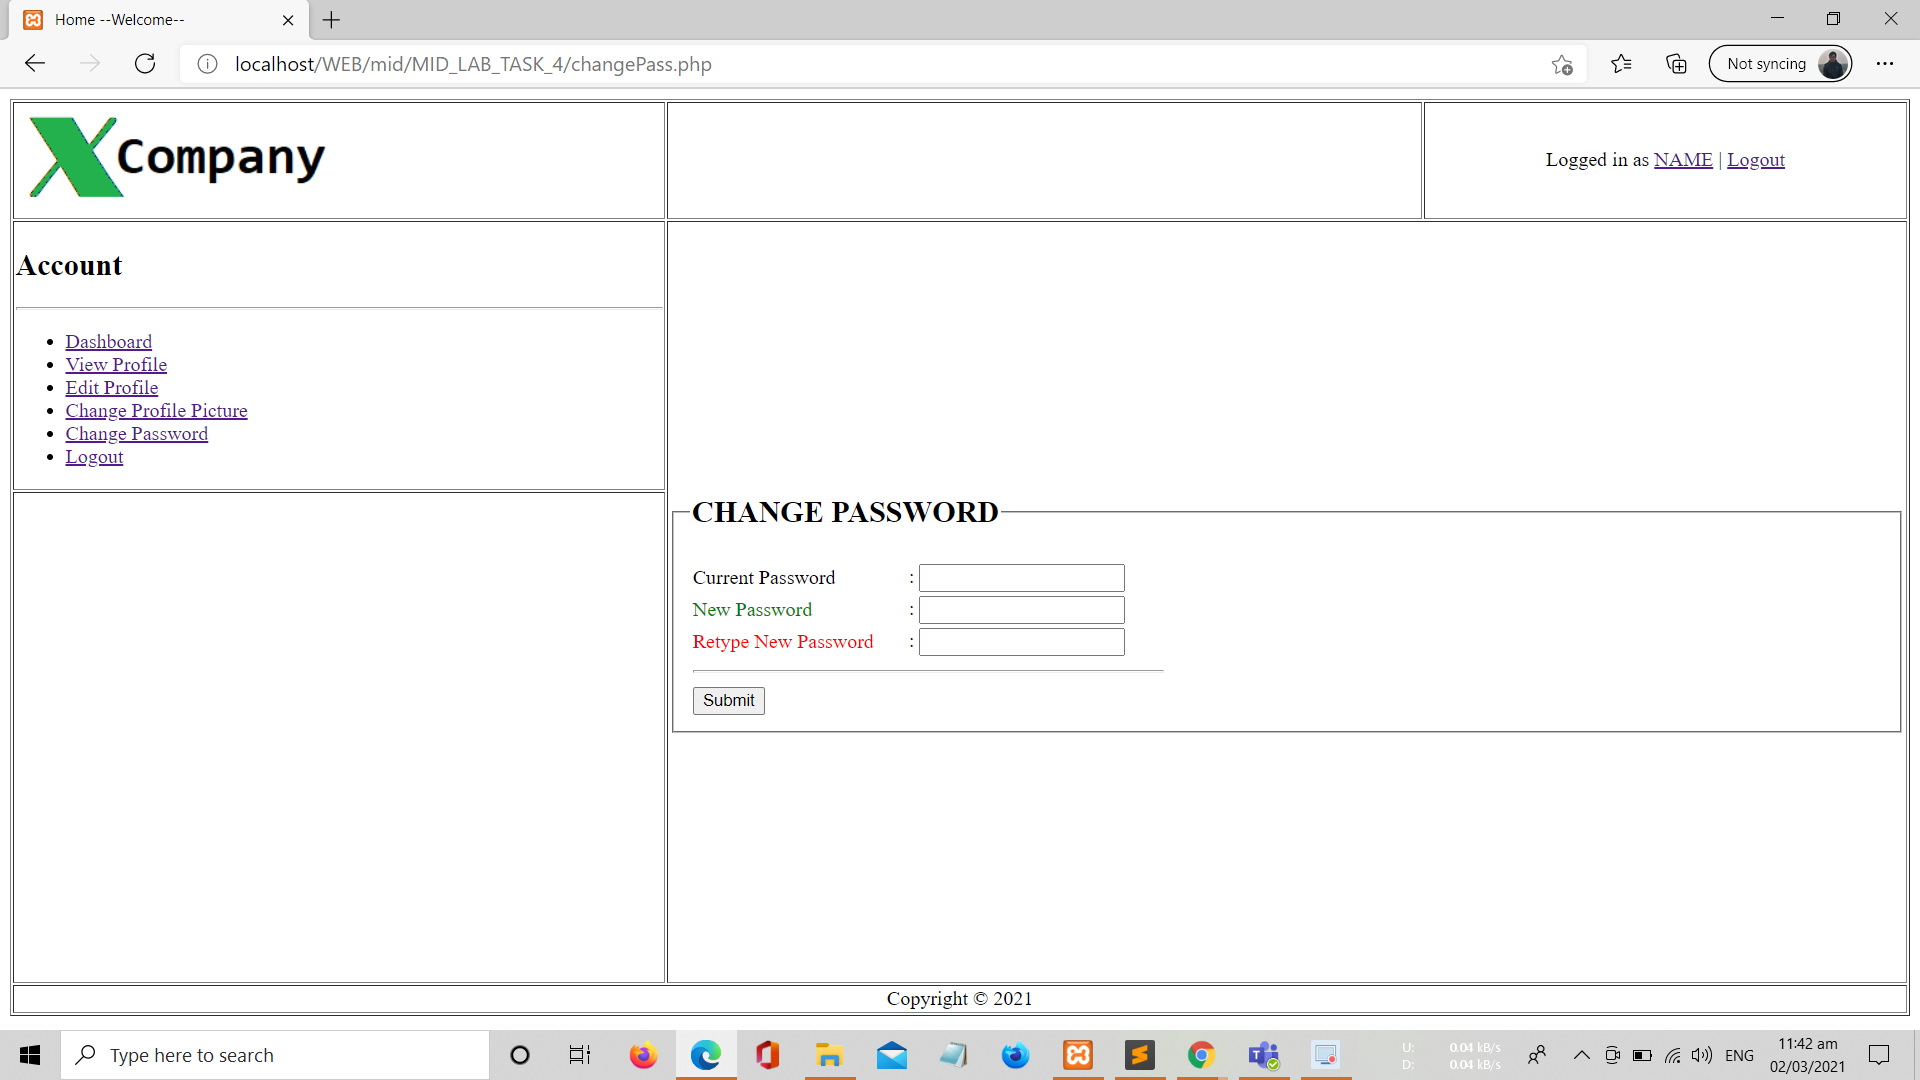 Home --Welcome--
localhost/WEB/mid/MID_LAB_TASK_4/changePass.php
Not syncing
XCompany
Logged in as NAME | Logout
Account
Dashboard
View Profile
Edit Profile
Change Profile Picture
Change Password
Logout
CHANGE PASSWORD
Current Password :
New Password :
Retype New Password :
Submit
Copyright © 2021
Type here to search
U: 0.04 kB/s
D: 0.04 kB/s
ENG
11:42 am
02/03/2021